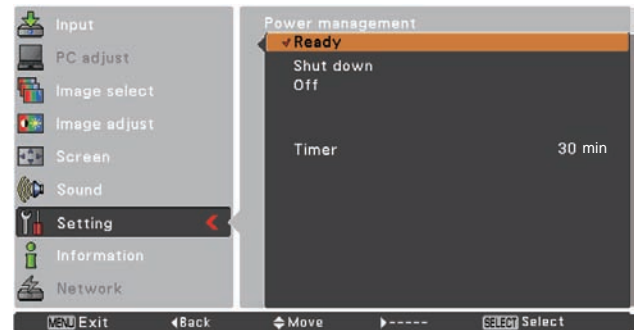 Input
PC adjust
Image select
Image adjust
Screen
Sound
Setting
Information
Network
Power management
Ready
Shut down
Off
Timer 30 min
MENU Exit Back Move ----- SELECT Select